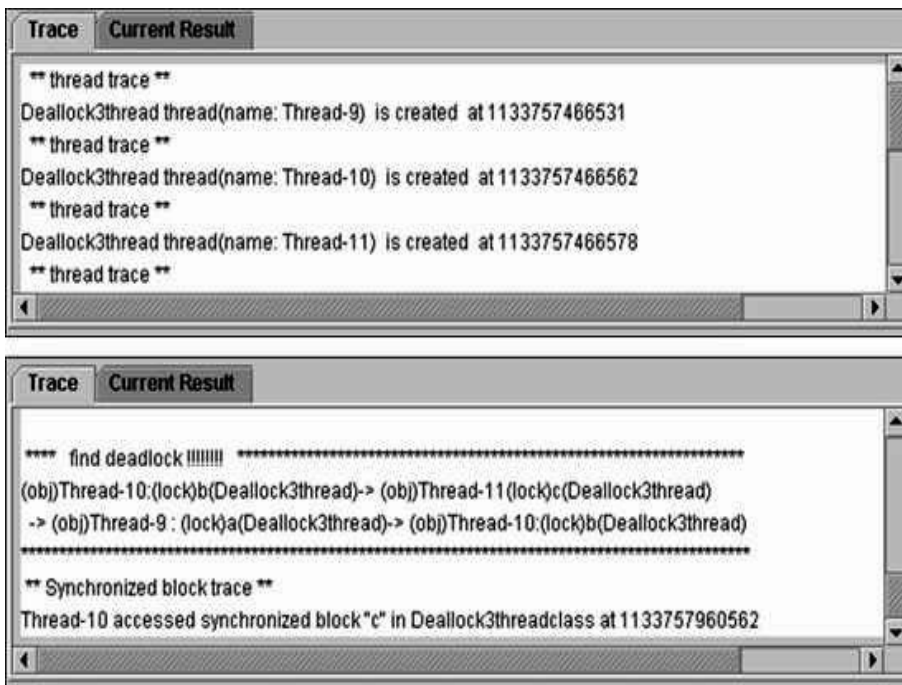 Trace Current Result
** thread trace **
Deallock3thread thread(name: Thread-9) is created at 1133757466531
** thread trace **
Deallock3thread thread(name: Thread-10) is created at 1133757466562
** thread trace **
Deallock3thread thread(name: Thread-11) is created at 1133757466578
** thread trace **
Trace Current Result
**** find deadlock !!!!!!!! ******************************************************************
(obj)Thread-10:(lock)b(Deallock3thread)-> (obj)Thread-11(lock)c(Deallock3thread)
-> (obj)Thread-9 : (lock)a(Deallock3thread)-> (obj)Thread-10:(lock)b(Deallock3thread)
***********************************************************************************************
** Synchronized block trace **
Thread-10 accessed synchronized block "c" in Deallock3threadclass at 1133757960562